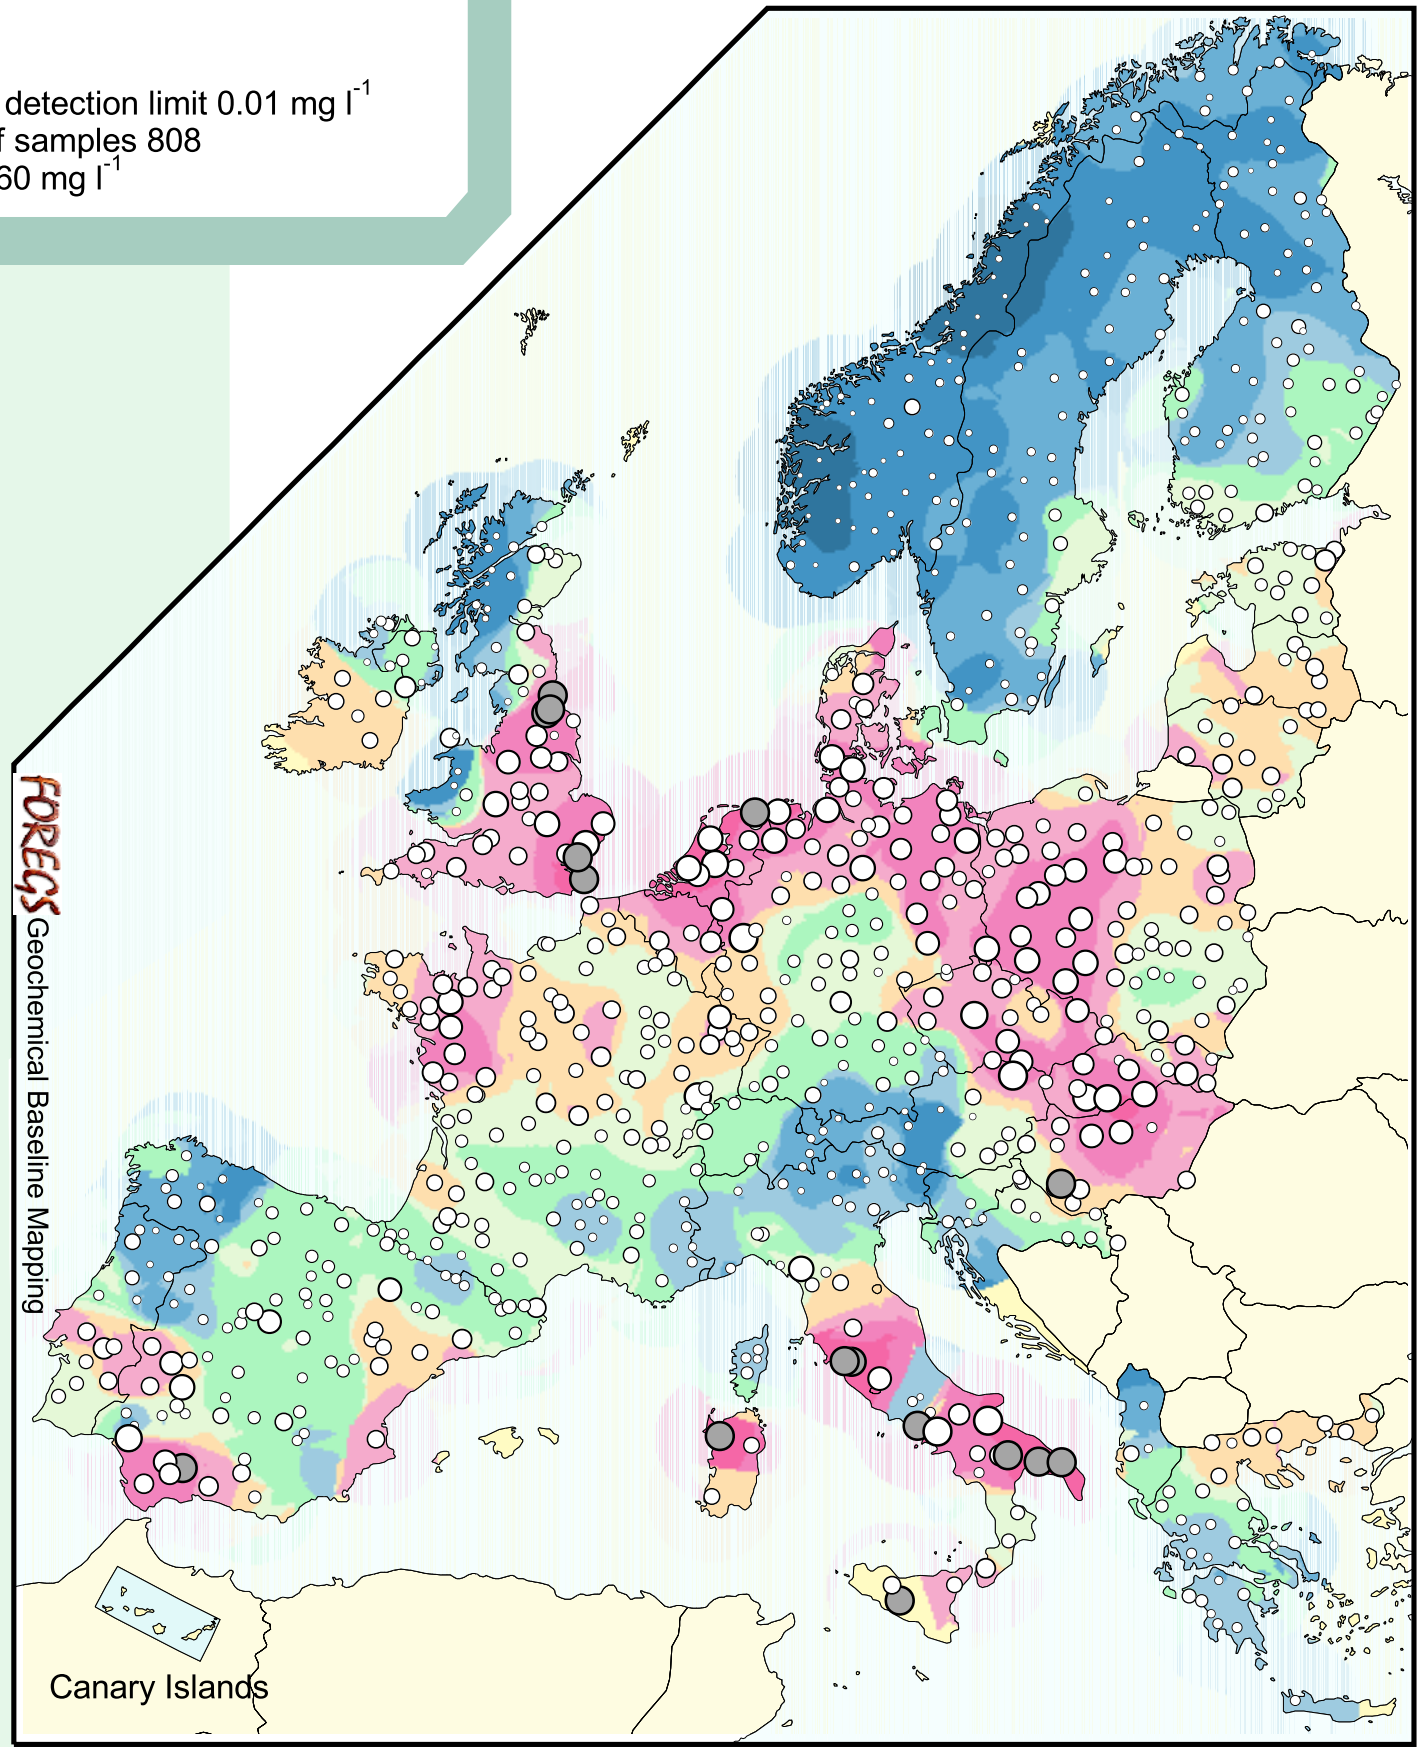 detection limit 0.01 mg l-1
f samples 808
60 mg l-1
FOREGS Geochemical Baseline Mapping
Canary Islands